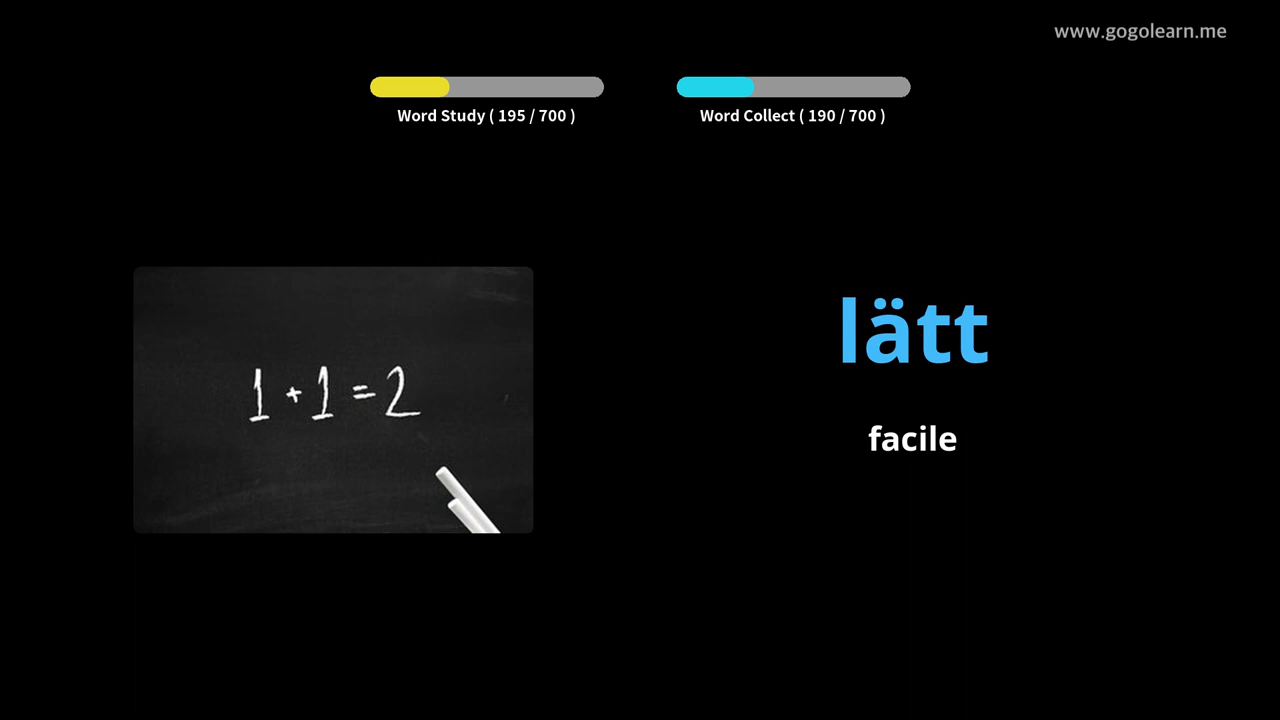 www.gogolearn.me
Word Study ( 195 / 700 )
Word Collect ( 190 / 700 )
1 + 1 = 2
lätt
facile